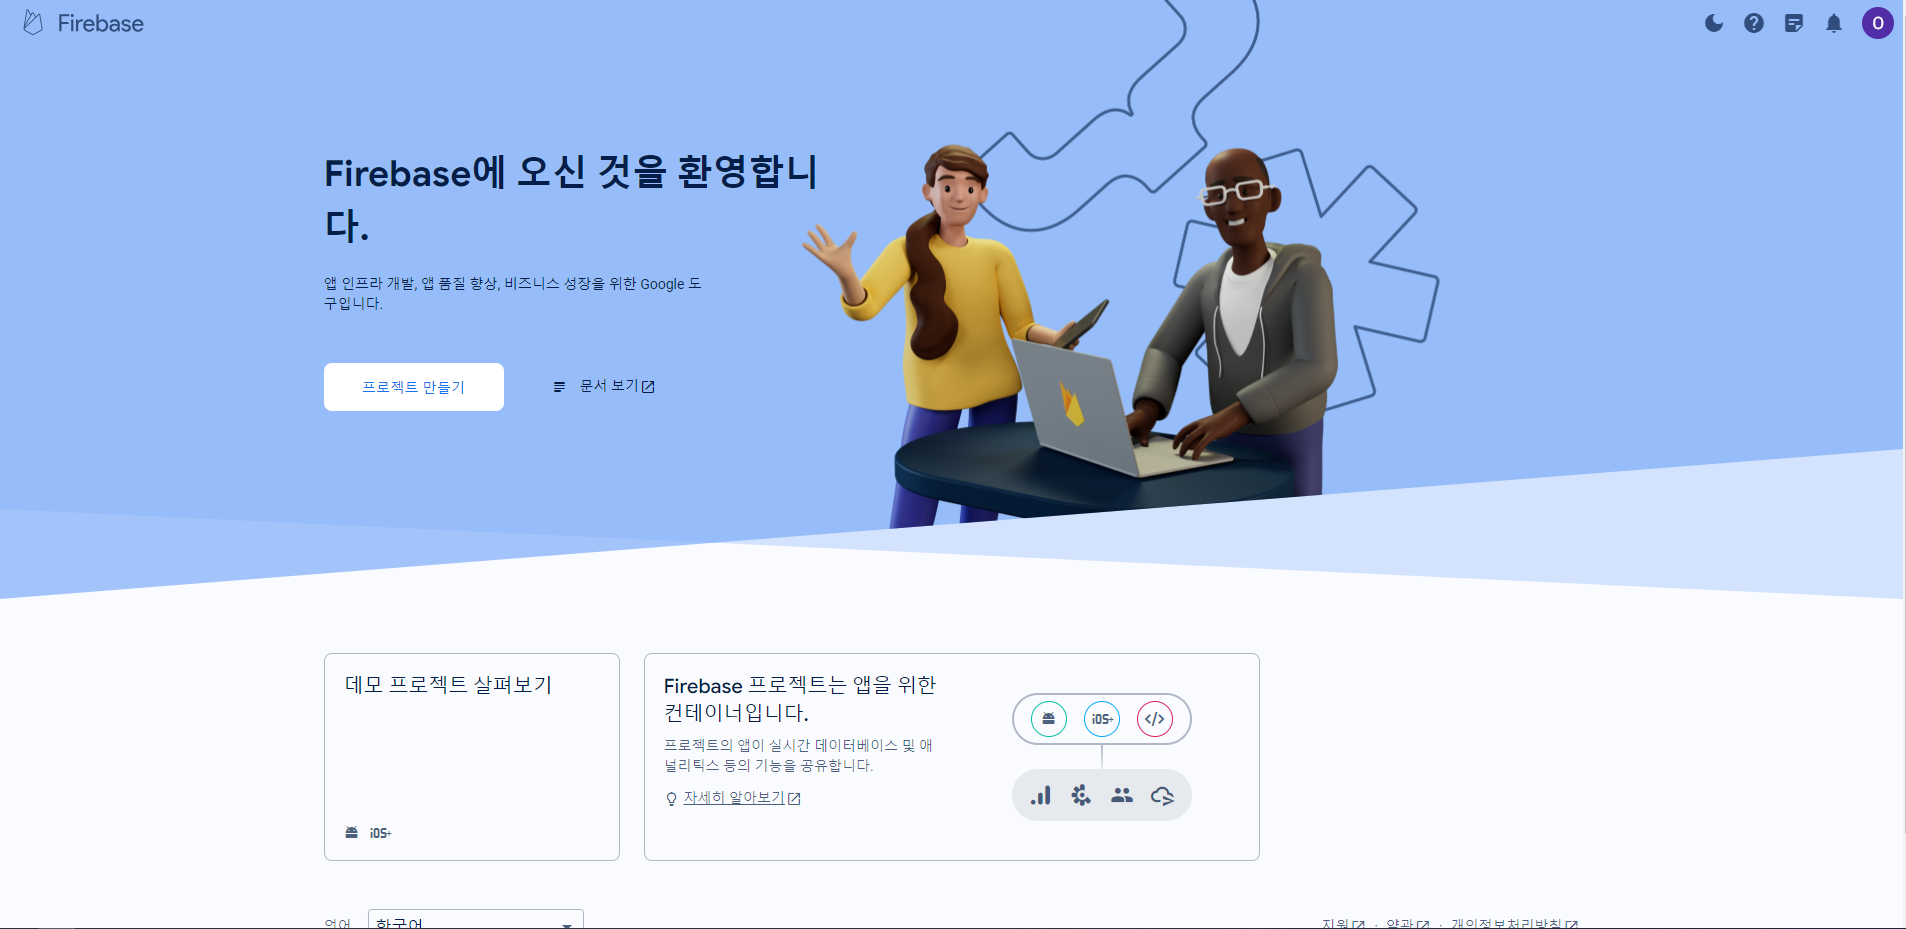 Firebase
O
Firebase에 오신 것을 환영합니
다.
앱 인프라 개발, 앱 품질 향상, 비즈니스 성장을 위한 Google 도
구입니다.
프로젝트 만들기
문서 보기
데모 프로젝트 살펴보기
iOS+
Firebase 프로젝트는 앱을 위한
컨테이너입니다.
프로젝트의 앱이 실시간 데이터베이스 및 애
널리틱스 등의 기능을 공유합니다.
자세히 알아보기
iOS+
언어
한국어
지원 · 약관 · 개인정보처리방침